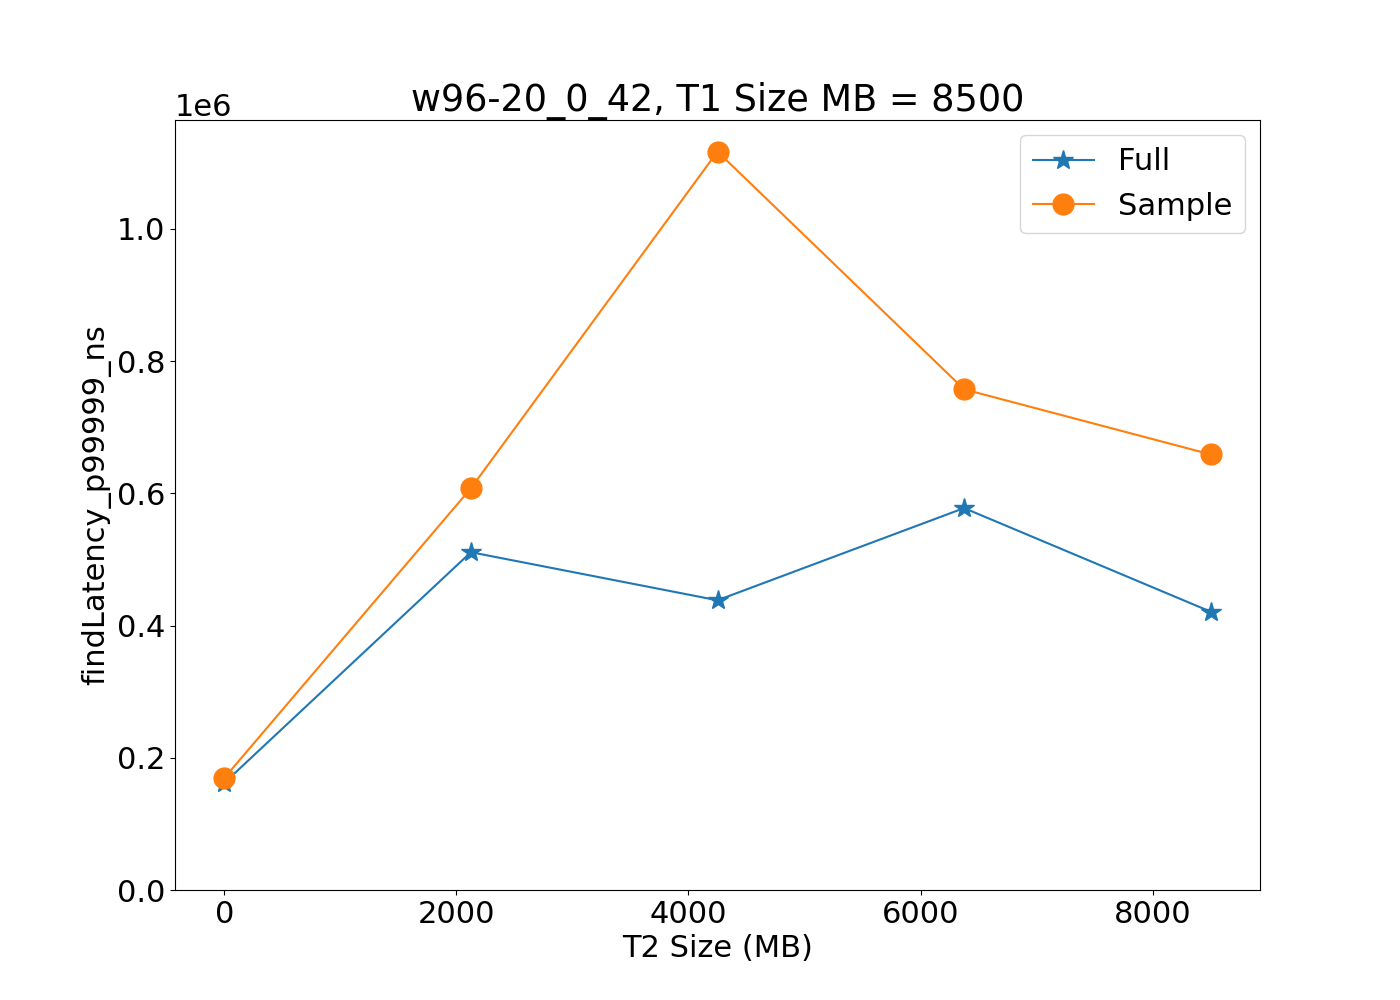 w96-20_0_42, T1 Size MB = 8500
1e6
Full
Sample
findLatency_p99999_ns
1.0
0.8
0.6
0.4
0.2
0.0
0 2000 4000 6000 8000
T2 Size (MB)